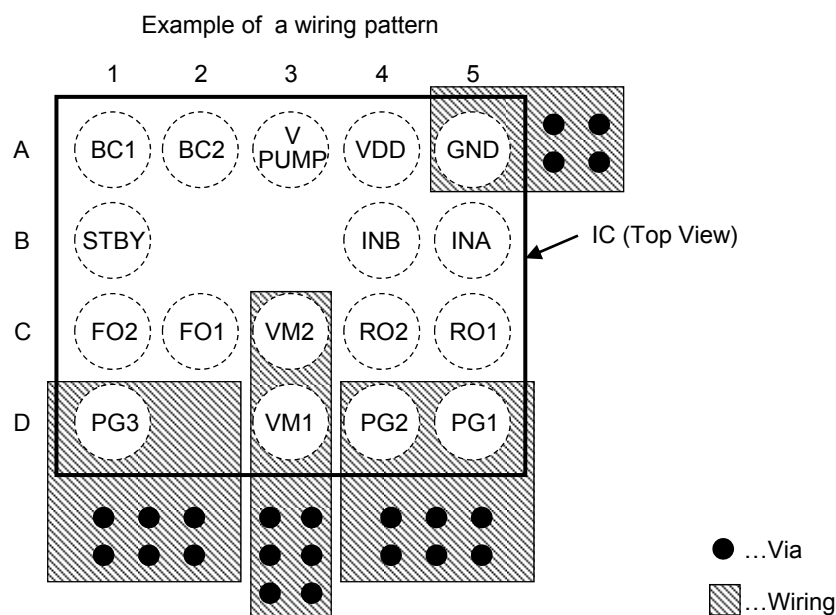 Example of a wiring pattern
1 2 3 4 5
A BC1 BC2 V PUMP VDD GND
B STBY INB INA
IC (Top View)
C FO2 FO1 VM2 RO2 RO1
D PG3 VM1 PG2 PG1
…Via
…Wiring